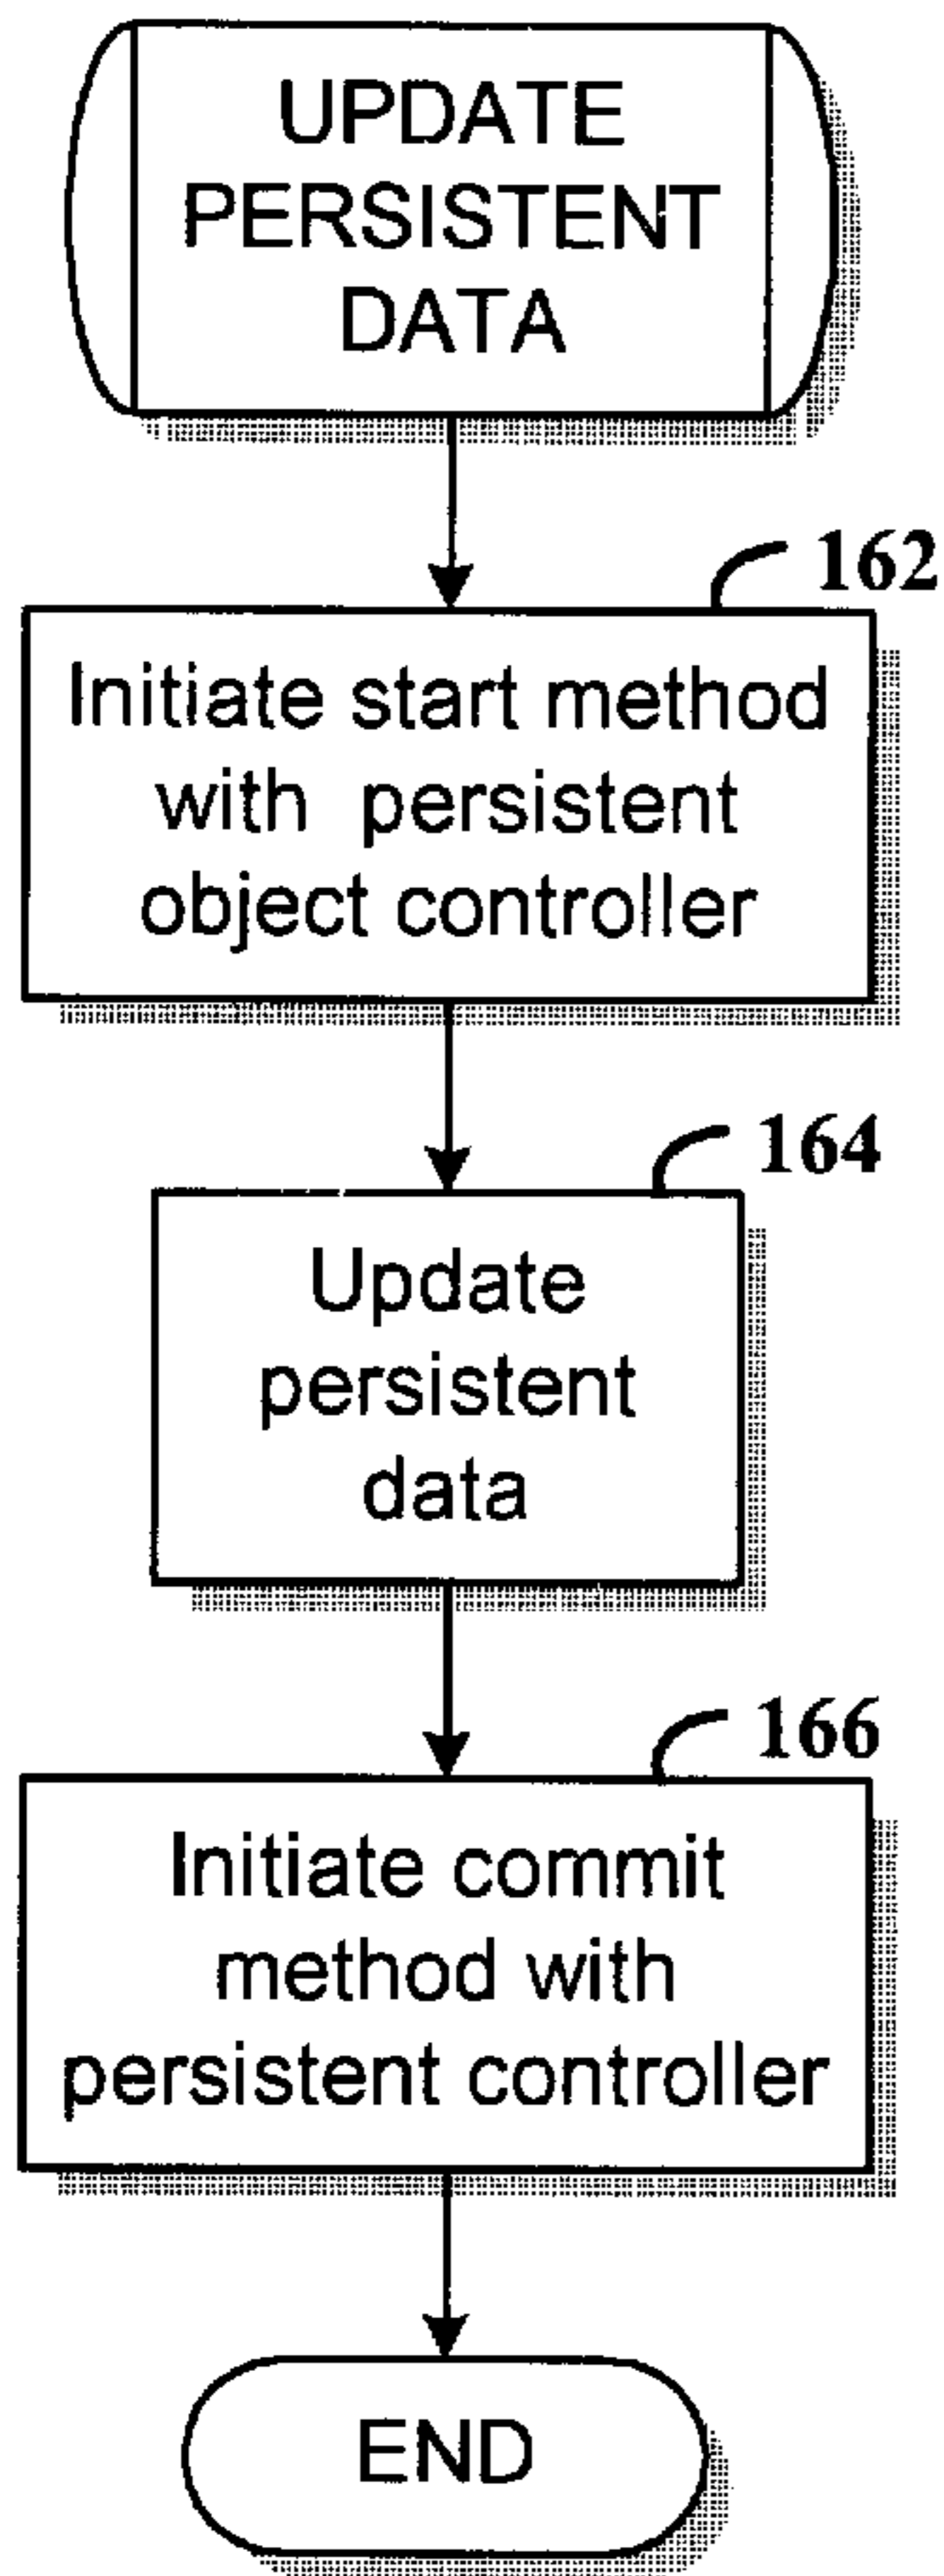 UPDATE
PERSISTENT
DATA
162
Initiate start method
with persistent
object controller
164
Update
persistent
data
166
Initiate commit
method with
persistent controller
END